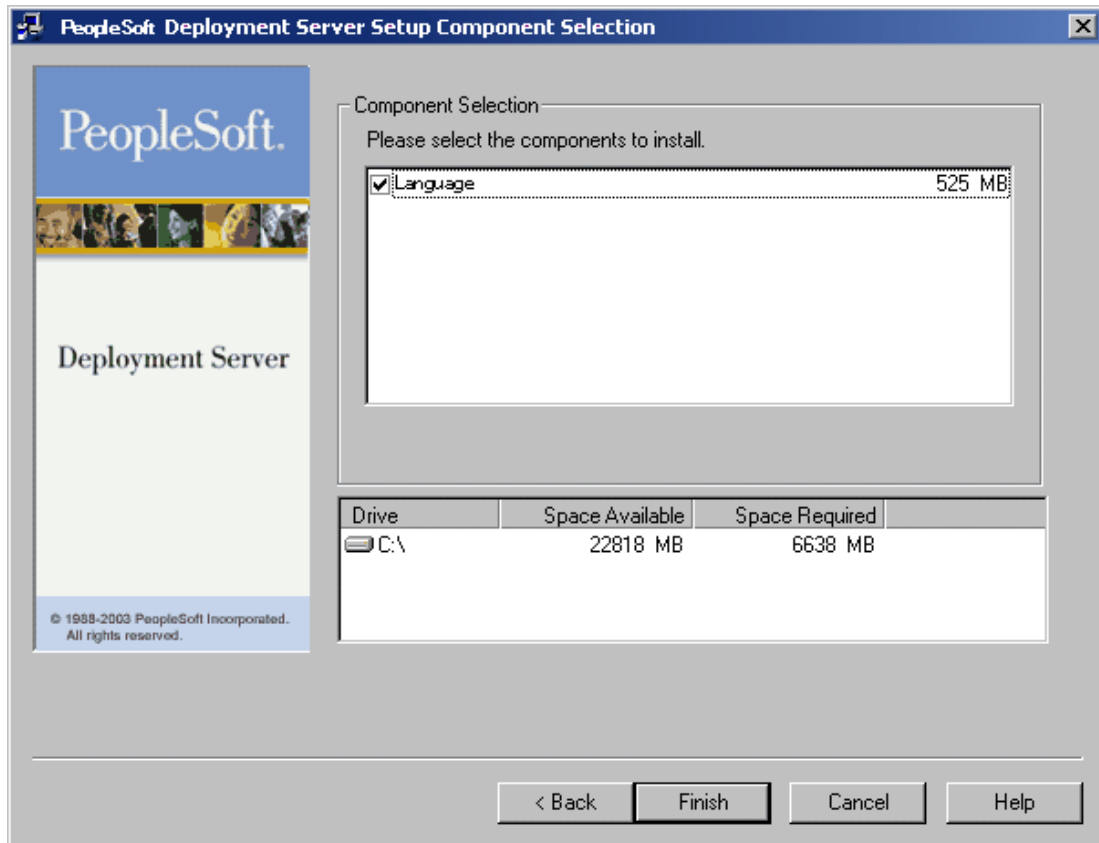 PeopleSoft Deployment Server Setup Component Selection
PeopleSoft.
Deployment Server
© 1988-2003 PeopleSoft Incorporated.
All rights reserved.
Component Selection
Please select the components to install.
Language 525 MB
Drive Space Available Space Required
C:\ 22818 MB 6638 MB
< Back Finish Cancel Help